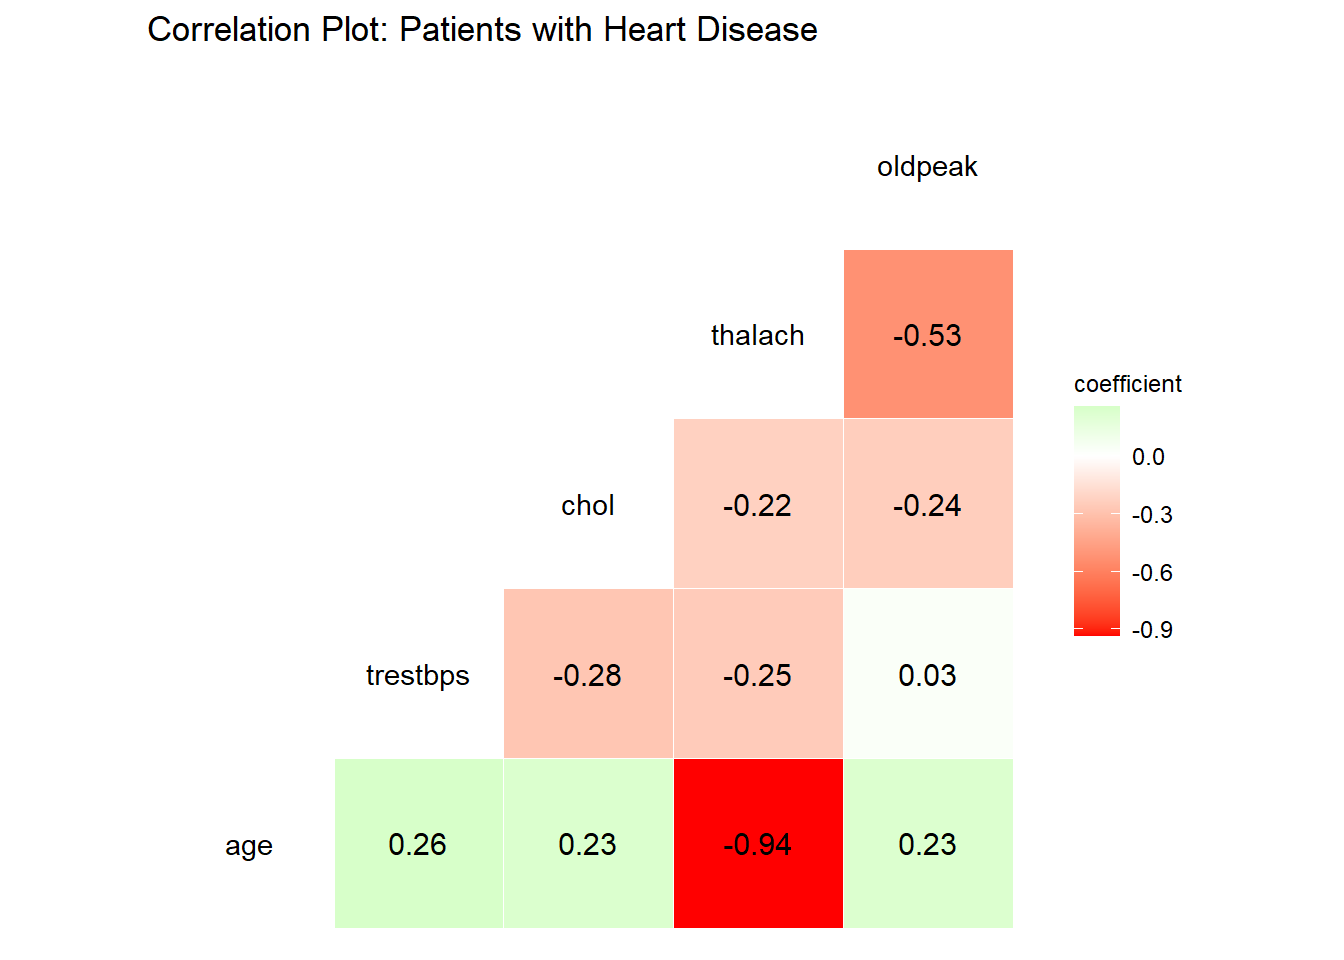 Correlation Plot: Patients with Heart Disease
oldpeak
thalach -0.53
coefficient
0.0
-0.3
-0.6
-0.9
chol -0.22 -0.24
trestbps -0.28 -0.25 0.03
age 0.26 0.23 -0.94 0.23